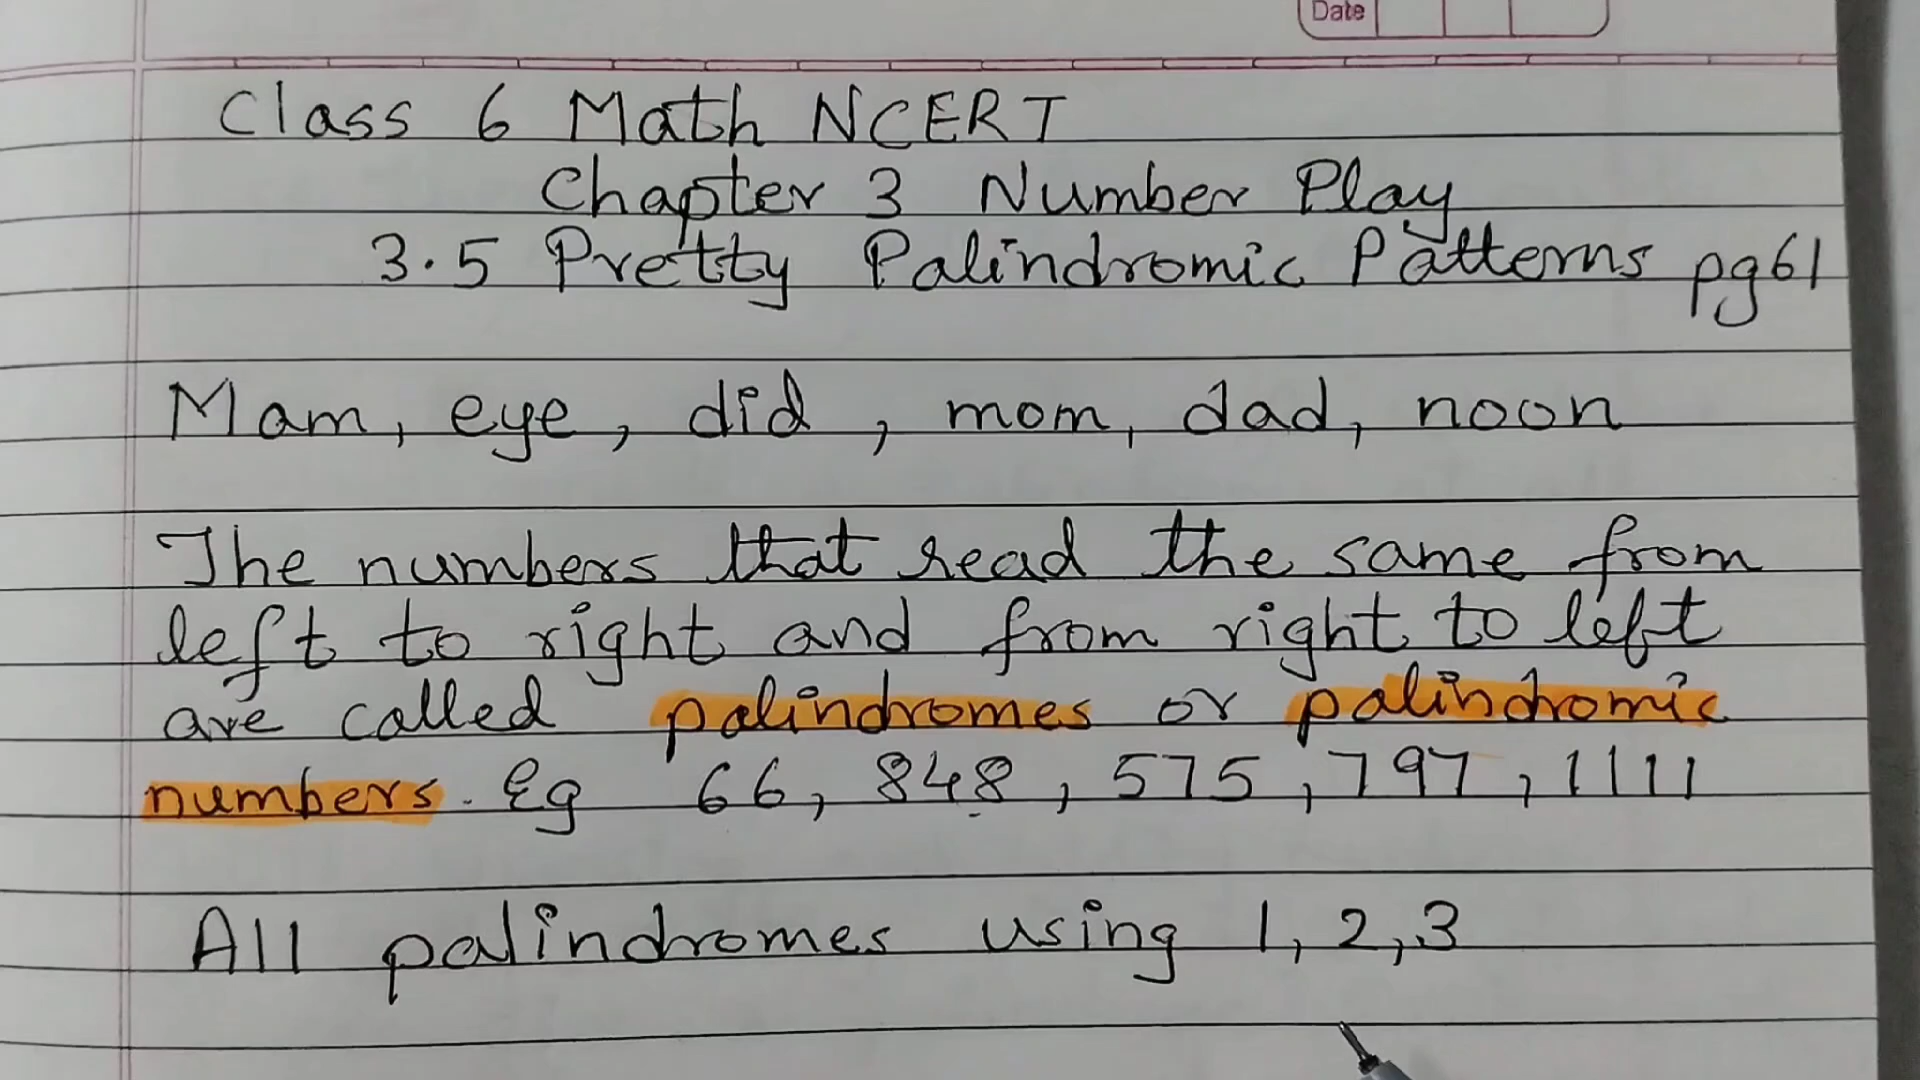 Date
Class 6 Math NCERT
Chapter 3 Number Play
3.5 Pretty Palindromic Patterns pg61
Mam, eye, did, mom, dad, noon
The numbers that read the same from
left to right and from right to left
are called palindromes or palindromic
numbers. Eg 66, 848, 575, 797, 1111
All palindromes using 1, 2, 3